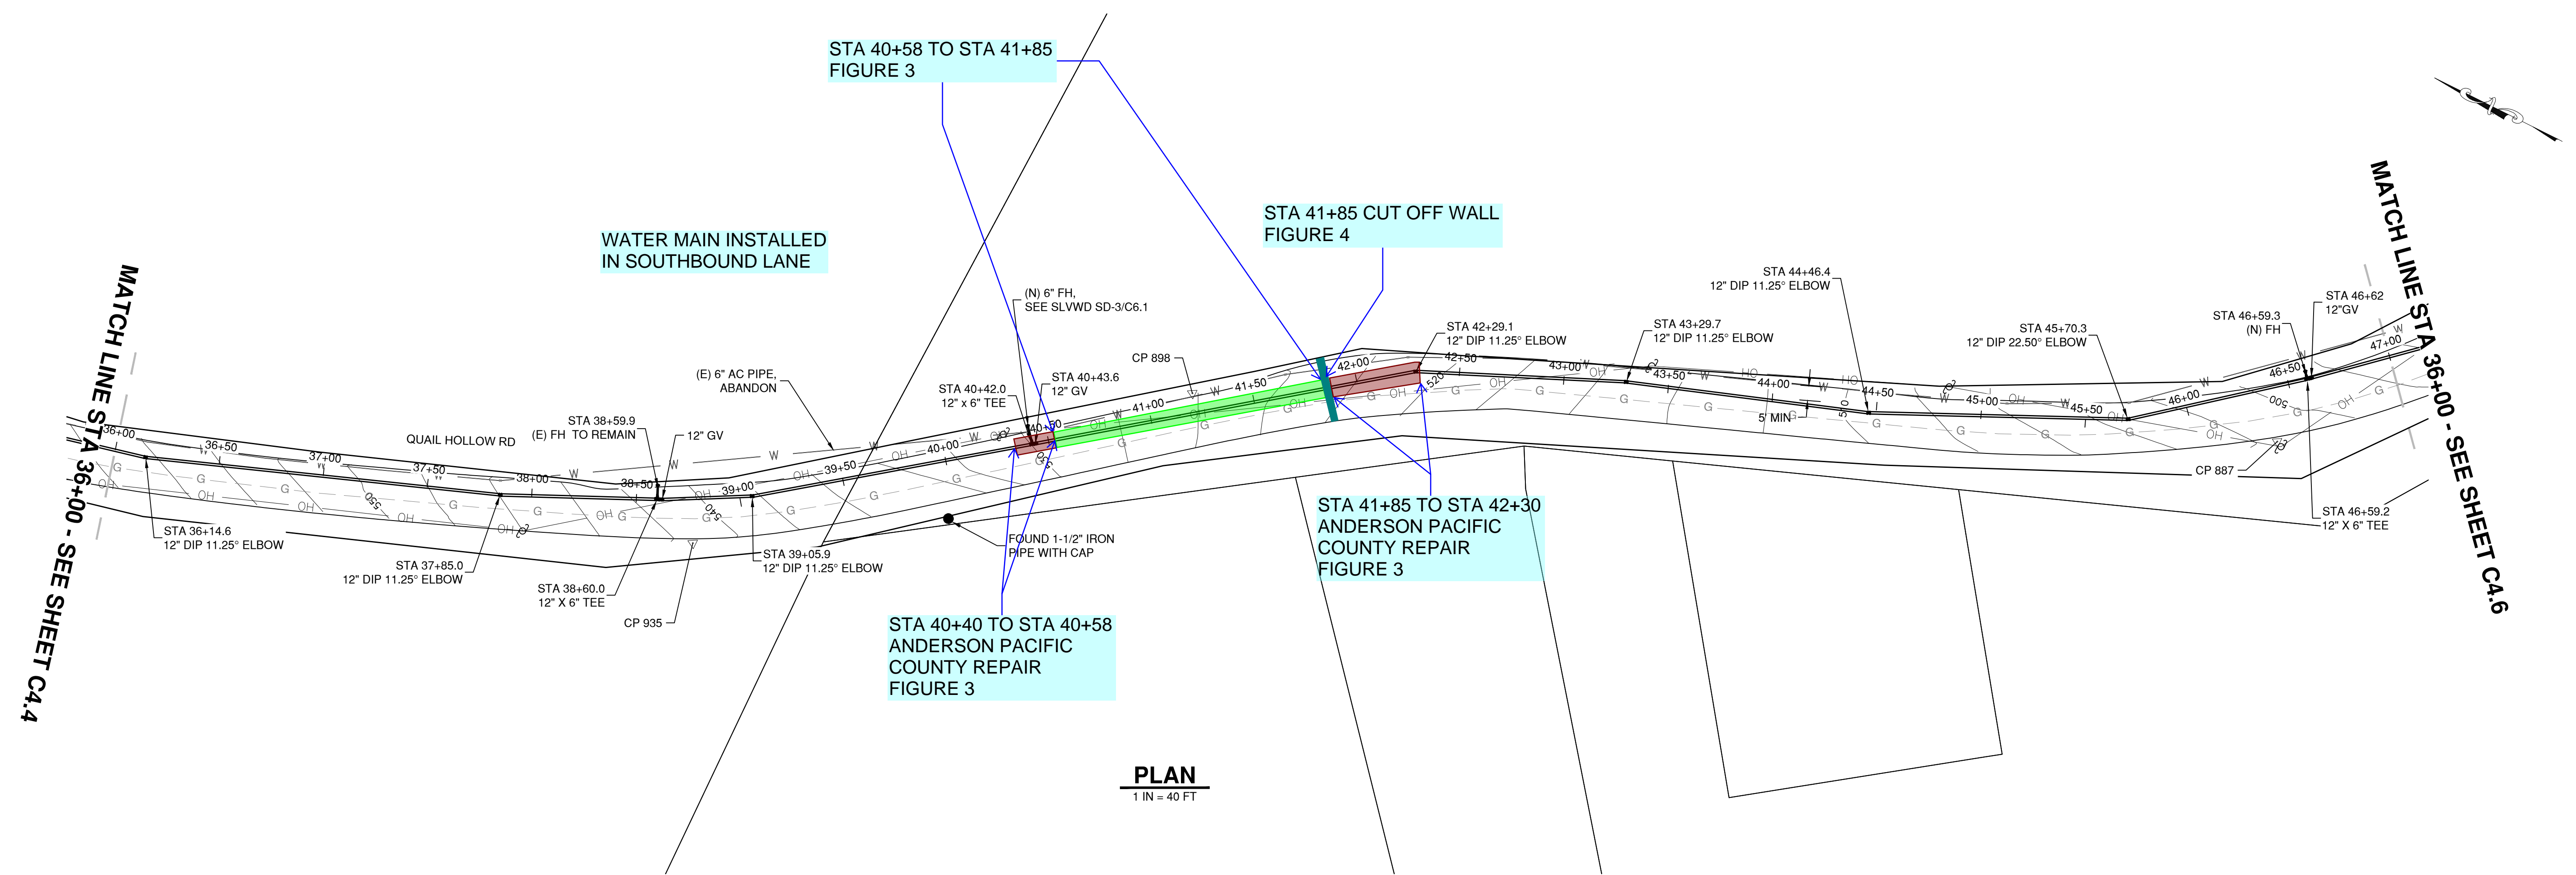 STA 40+58 TO STA 41+85
FIGURE 3
STA 41+85 CUT OFF WALL
FIGURE 4
WATER MAIN INSTALLED
IN SOUTHBOUND LANE
MATCH LINE STA 36+00 - SEE SHEET C4.4
MATCH LINE STA 36+00 - SEE SHEET C4.6
(N) 6" FH,
SEE SLVWD SD-3/C6.1
CP 898
(E) 6" AC PIPE,
ABANDON
STA 40+42.0
12" x 6" TEE
STA 40+43.6
12" GV
STA 38+59.9
(E) FH TO REMAIN
12" GV
QUAIL HOLLOW RD
STA 42+29.1
12" DIP 11.25° ELBOW
STA 43+29.7
12" DIP 11.25° ELBOW
STA 44+46.4
12" DIP 11.25° ELBOW
STA 45+70.3
12" DIP 22.50° ELBOW
STA 46+59.3
(N) FH
STA 46+62
12"GV
36+00
36+50
37+00
37+50
38+00
38+50
39+00
39+50
40+00
40+50
41+00
41+50
42+00
42+50
43+00
43+50
44+00
44+50
45+00
45+50
46+00
46+50
47+00
550
540
530
520
510
500
5' MIN
CP 887
STA 46+59.2
12" X 6" TEE
STA 36+14.6
12" DIP 11.25° ELBOW
STA 37+85.0
12" DIP 11.25° ELBOW
STA 38+60.0
12" X 6" TEE
CP 935
STA 39+05.9
12" DIP 11.25° ELBOW
FOUND 1-1/2" IRON
PIPE WITH CAP
STA 41+85 TO STA 42+30
ANDERSON PACIFIC
COUNTY REPAIR
FIGURE 3
STA 40+40 TO STA 40+58
ANDERSON PACIFIC
COUNTY REPAIR
FIGURE 3
PLAN
1 IN = 40 FT